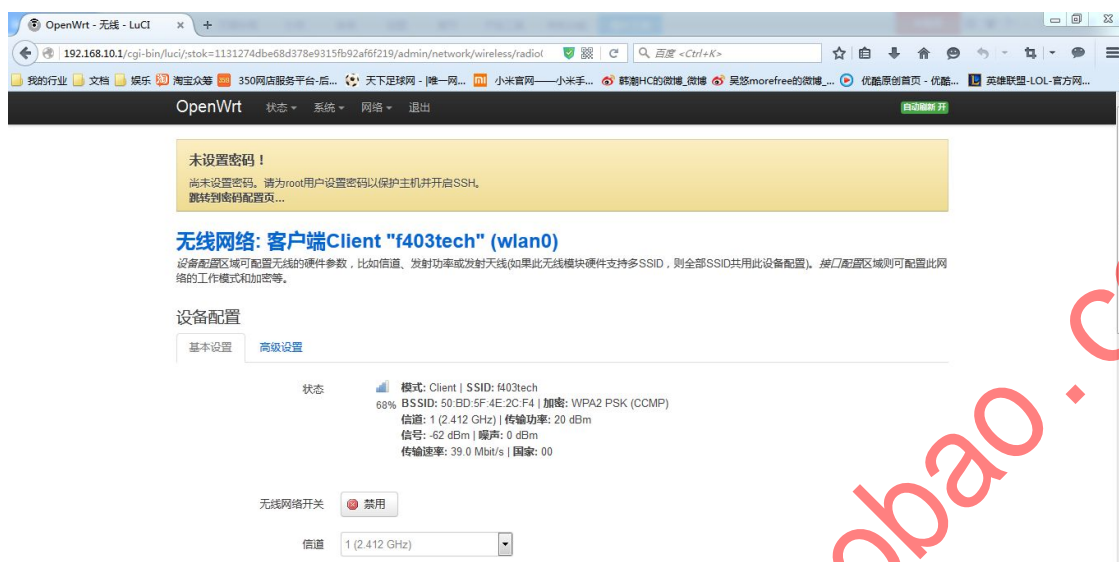 OpenWrt - 无线 - LuCI
192.168.10.1/cgi-bin/luci/;stok=1131274dbe68d378e9315fb92af6f219/admin/network/wireless/radio(
百度 <Ctrl+K>
我的行业 文档 娱乐 淘宝众筹 350网店服务平台-后... 天下足球网 - |唯一网... 小米官网——小米手... 韩潮HC的微博_微博 吴悠morefree的微博_... 优酷原创首页 - 优酷... 英雄联盟-LOL-官方网...
OpenWrt 状态 系统 网络 退出 自动刷新 开
未设置密码！
尚未设置密码。请为root用户设置密码以保护主机并开启SSH。
跳转到密码配置页...
无线网络: 客户端Client "f403tech" (wlan0)
设备配置区域可配置无线的硬件参数，比如信道、发射功率或发射天线(如果此无线模块硬件支持多SSID，则全部SSID共用此设备配置)。接口配置区域则可配置此网
络的工作模式和加密等。
设备配置
基本设置 高级设置
状态 模式: Client | SSID: f403tech
68% BSSID: 50:BD:5F:4E:2C:F4 | 加密: WPA2 PSK (CCMP)
信道: 1 (2.412 GHz) | 传输功率: 20 dBm
信号: -62 dBm | 噪声: 0 dBm
传输速率: 39.0 Mbit/s | 国家: 00
无线网络开关 禁用
信道 1 (2.412 GHz)
obao.